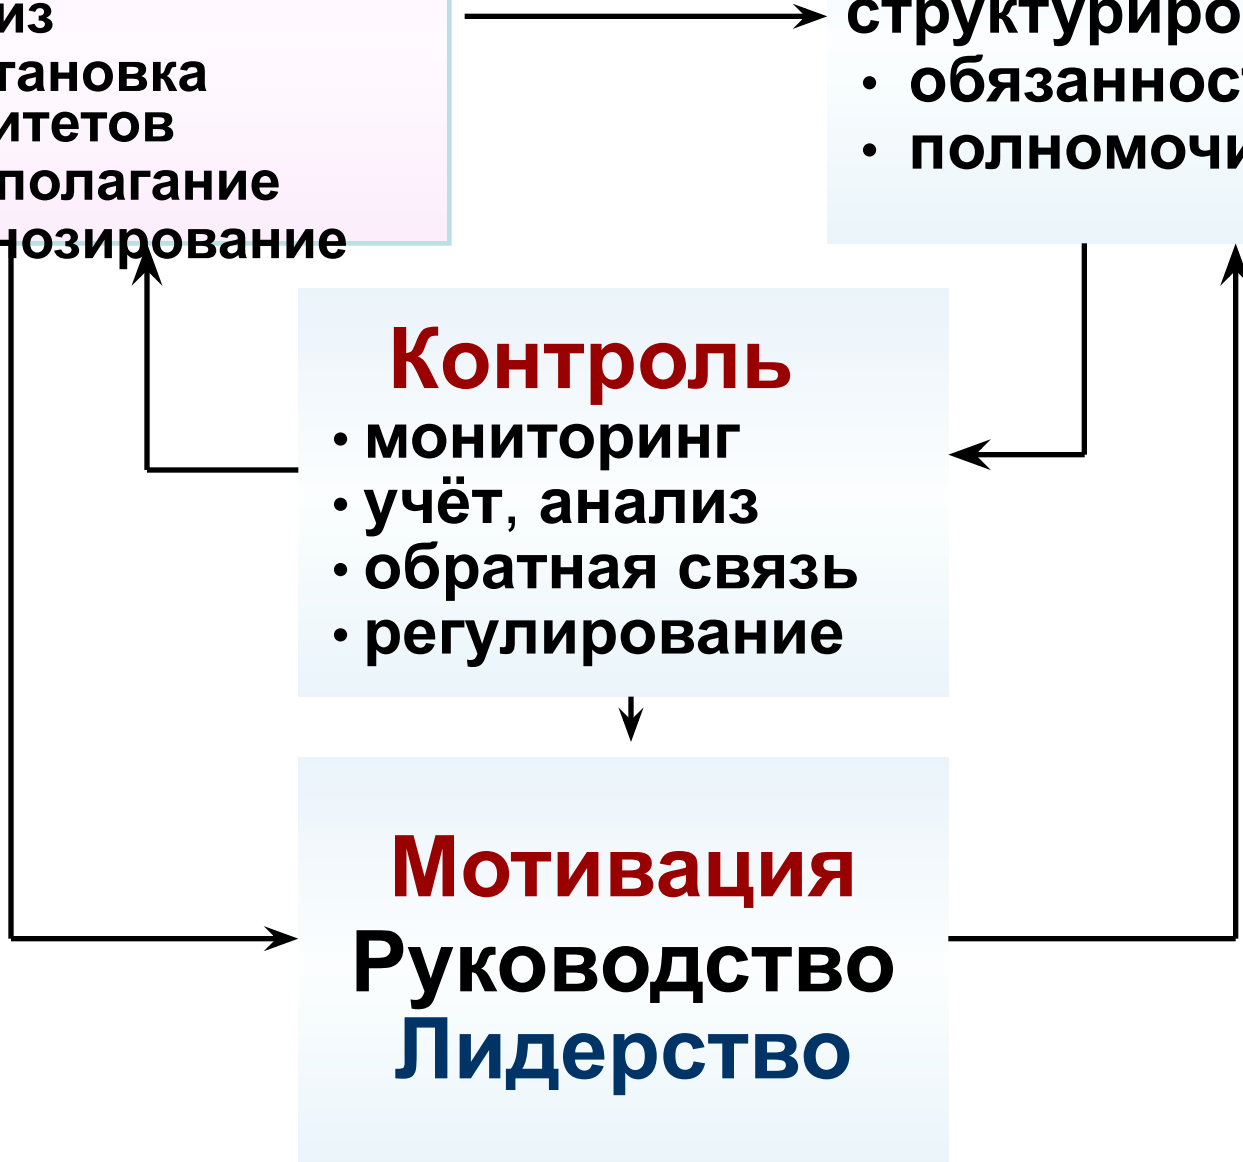 из
тановка
итетов
полагание
нозирование
структуриро
• обязанност
• полномочи
Контроль
• мониторинг
• учёт, анализ
• обратная связь
• регулирование
Мотивация
Руководство
Лидерство